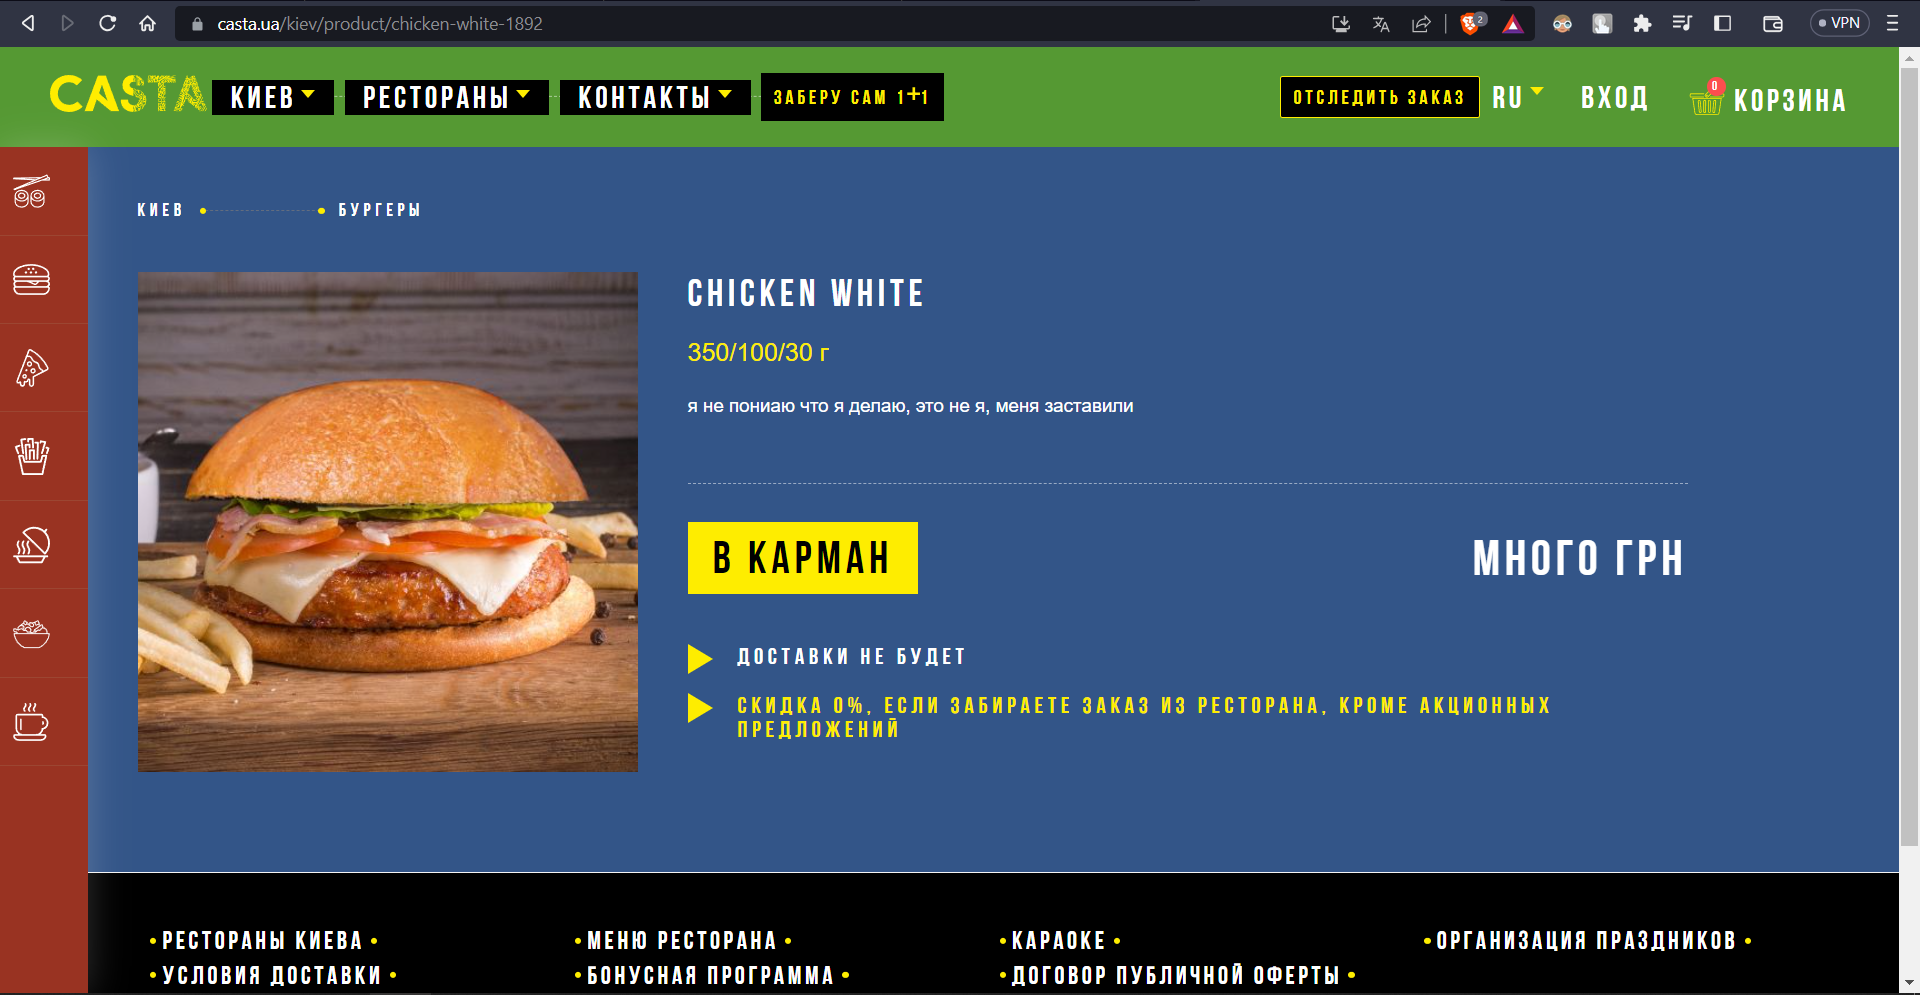 casta.ua/kiev/product/chicken-white-1892
2
VPN
CASTA
КИЕВ
РЕСТОРАНЫ
КОНТАКТЫ
ЗАБЕРУ САМ 1+1
ОТСЛЕДИТЬ ЗАКАЗ
RU
ВХОД
0
КОРЗИНА
КИЕВ
БУРГЕРЫ
CHICKEN WHITE
350/100/30 г
я не пониаю что я делаю, это не я, меня заставили
В КАРМАН
МНОГО ГРН
ДОСТАВКИ НЕ БУДЕТ
СКИДКА 0%, ЕСЛИ ЗАБИРАЕТЕ ЗАКАЗ ИЗ РЕСТОРАНА, КРОМЕ АКЦИОННЫХ
ПРЕДЛОЖЕНИЙ
РЕСТОРАНЫ КИЕВА
МЕНЮ РЕСТОРАНА
КАРАОКЕ
ОРГАНИЗАЦИЯ ПРАЗДНИКОВ
УСЛОВИЯ ДОСТАВКИ
БОНУСНАЯ ПРОГРАММА
ДОГОВОР ПУБЛИЧНОЙ ОФЕРТЫ